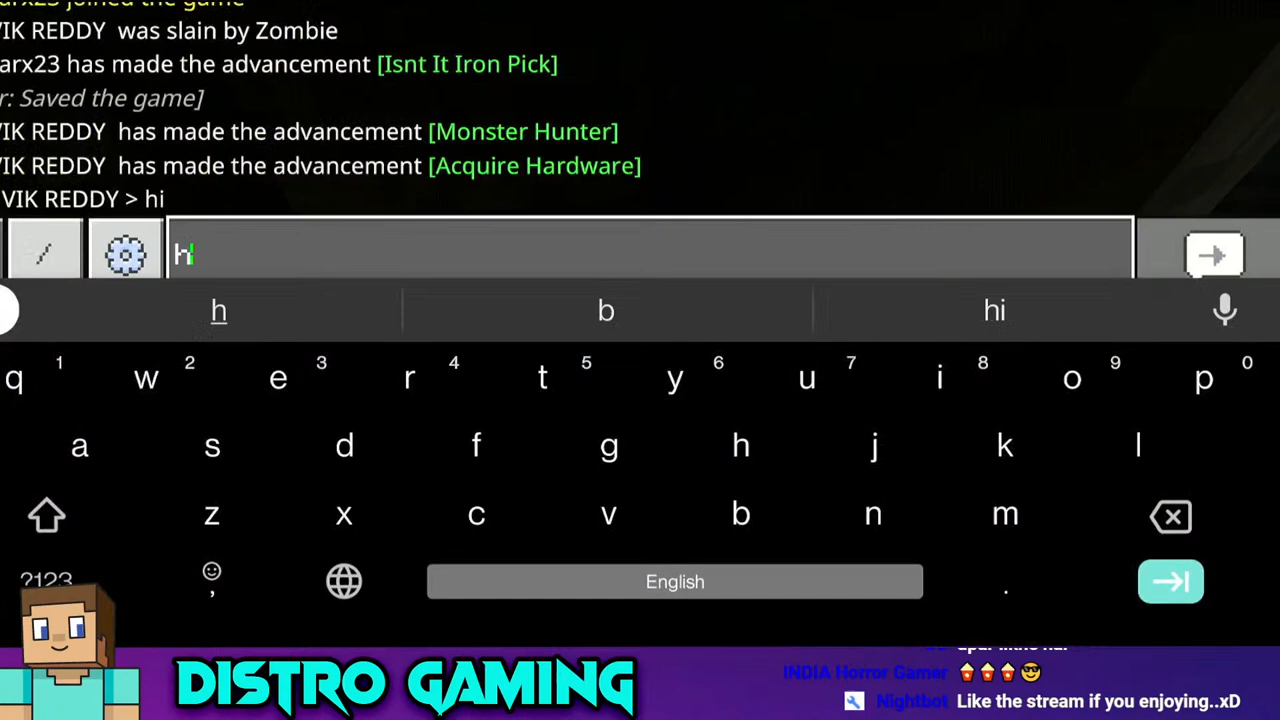 joined the game
VIK REDDY was slain by Zombie
arx23 has made the advancement [Isnt It Iron Pick]
r: Saved the game]
VIK REDDY has made the advancement [Monster Hunter]
VIK REDDY has made the advancement [Acquire Hardware]
VIK REDDY > hi
/ h
h b hi
q 1 w 2 e 3 r 4 t 5 y 6 u 7 i 8 o 9 p 0
a s d f g h j k l
z x c v b n m
?123 , English .
DISTRO GAMING
INDIA Horror Gamer 🍿🍿🍿😎
Nightbot Like the stream if you enjoying..xD